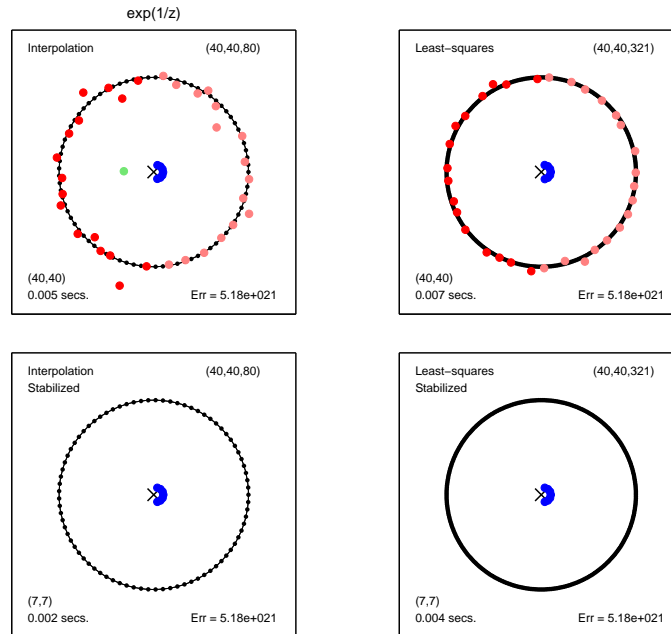 exp(1/z)
Interpolation (40,40,80)
(40,40)
0.005 secs. Err = 5.18e+021
Least−squares (40,40,321)
(40,40)
0.007 secs. Err = 5.18e+021
Interpolation (40,40,80)
Stabilized
(7,7)
0.002 secs. Err = 5.18e+021
Least−squares (40,40,321)
Stabilized
(7,7)
0.004 secs. Err = 5.18e+021